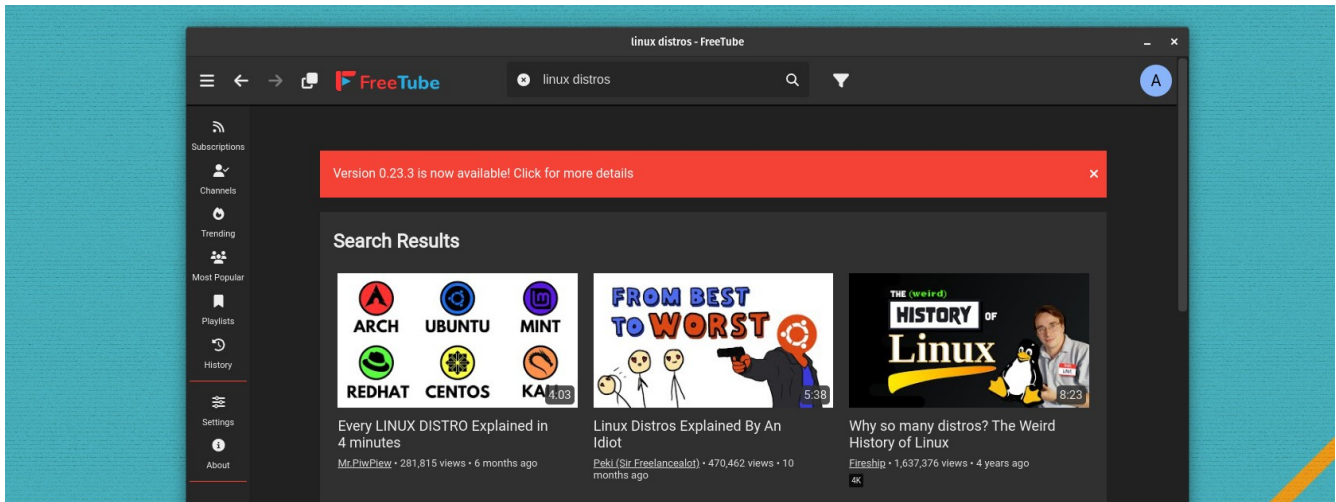 linux distros - FreeTube
FreeTube
linux distros
A
Subscriptions
Channels
Trending
Most Popular
Playlists
History
Settings
About
Version 0.23.3 is now available! Click for more details
Search Results
ARCH UBUNTU MINT
REDHAT CENTOS
4:03
Every LINUX DISTRO Explained in
4 minutes
Mr.PiwPiew • 281,815 views • 6 months ago
FROM BEST
TO WORST
5:38
Linux Distros Explained By An
Idiot
Peki (Sir Freelancealot) • 470,462 views • 10
months ago
THE (weird)
HISTORY OF
Linux
8:23
Why so many distros? The Weird
History of Linux
Fireship • 1,637,376 views • 4 years ago
4K